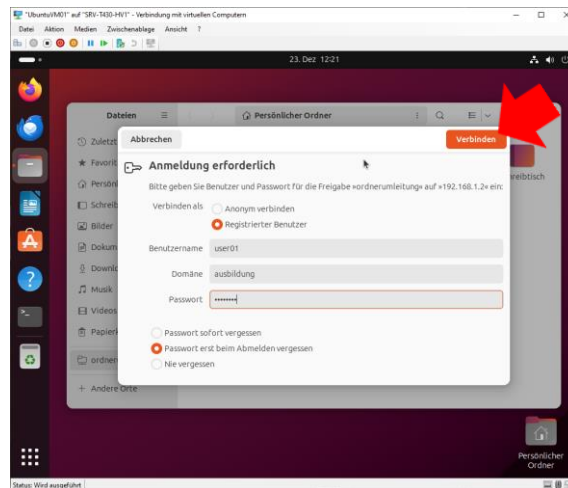 "UbuntuVM01" auf "SRV-T430-HV1" - Verbindung mit virtuellen Computern
Datei Aktion Medien Zwischenablage Ansicht ?
23. Dez 12:21
Dateien
Persönlicher Ordner
Zuletzt
Abbrechen
Verbinden
Favorit
Anmeldung erforderlich
reibtisch
Persönl
Bitte geben Sie Benutzer und Passwort für die Freigabe »ordnerumleitung« auf »192.168.1.2« ein:
Schreib
Verbinden als
Anonym verbinden
Bilder
Registrierter Benutzer
Dokum
Benutzername
user01
Downlo
Domäne
ausbildung
Musik
Passwort
Videos
Papierk
Passwort sofort vergessen
Passwort erst beim Abmelden vergessen
ordner
Nie vergessen
+ Andere Orte
Persönlicher
Ordner
Status: Wird ausgeführt